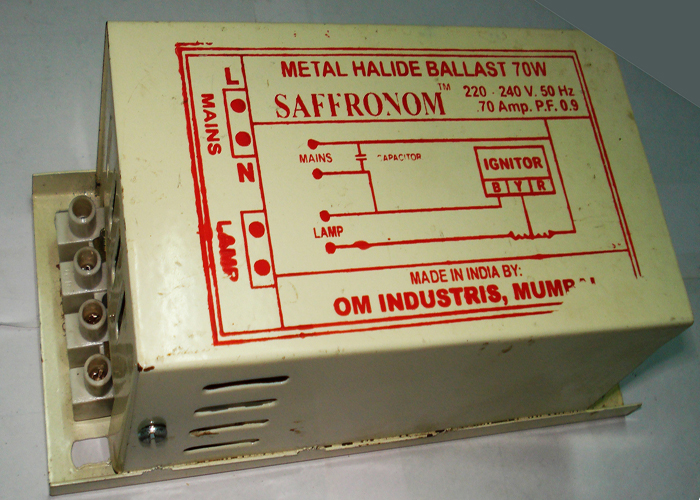 METAL HALIDE BALLAST 70W
SAFFRONOM™
220 - 240 V. 50 Hz
.70 Amp. P.F. 0.9
L
MAINS
N
LAMP
MAINS
CAPACITOR
IGNITOR
B Y R
LAMP
MADE IN INDIA BY:
OM INDUSTRIS,